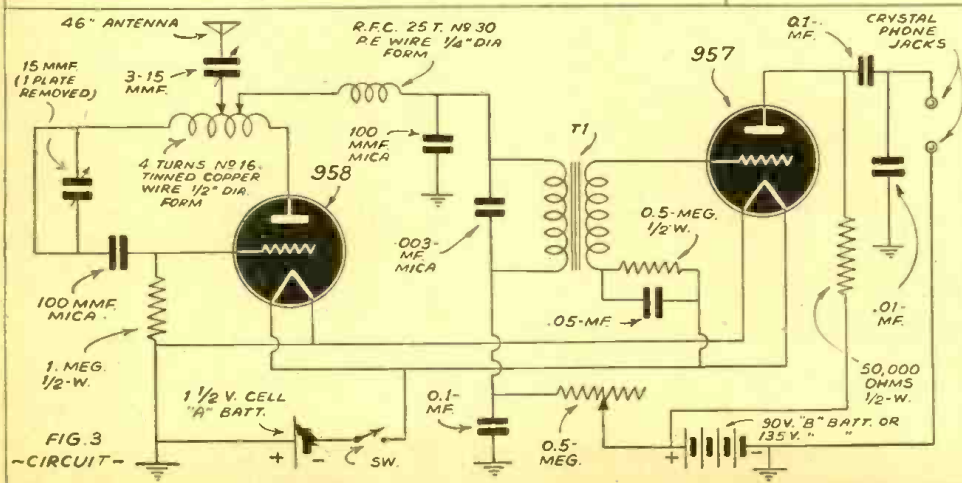 46" ANTENNA
15 MMF.
(1 PLATE
REMOVED)
3-15
MMF.
R.F.C. 25 T. Nº 30
P.E WIRE 1/4" DIA
FORM
957
0.1-
MF.
CRYSTAL
PHONE
JACKS
4 TURNS Nº 16.
TINNED COPPER
WIRE 1/2" DIA.
FORM
958
100
MMF.
MICA
T1
100 MMF.
MICA
.003-
MF.
MICA
0.5-MEG.
1/2-W.
.05-MF.
.01-
MF.
1. MEG.
1/2-W.
1 1/2 V. CELL
"A" BATT.
+ -
SW.
0.1-
MF.
0.5-
MEG.
50,000
OHMS
1/2-W.
90V. "B" BATT. OR
135V. " "
+ -
FIG. 3
~CIRCUIT~